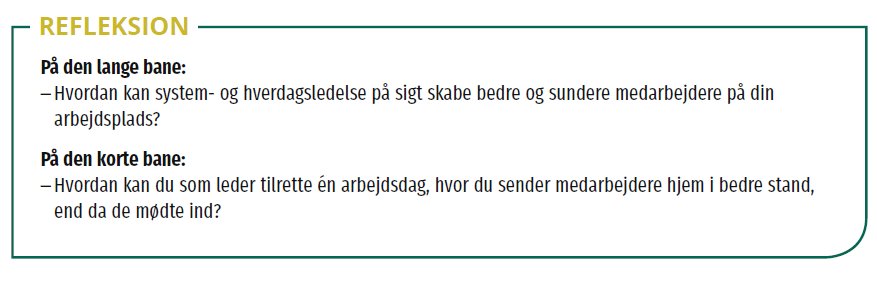 REFLEKSION
På den lange bane:
– Hvordan kan system- og hverdagsledelse på sigt skabe bedre og sundere medarbejdere på din
arbejdsplads?
På den korte bane:
– Hvordan kan du som leder tilrette én arbejdsdag, hvor du sender medarbejdere hjem i bedre stand,
end da de mødte ind?